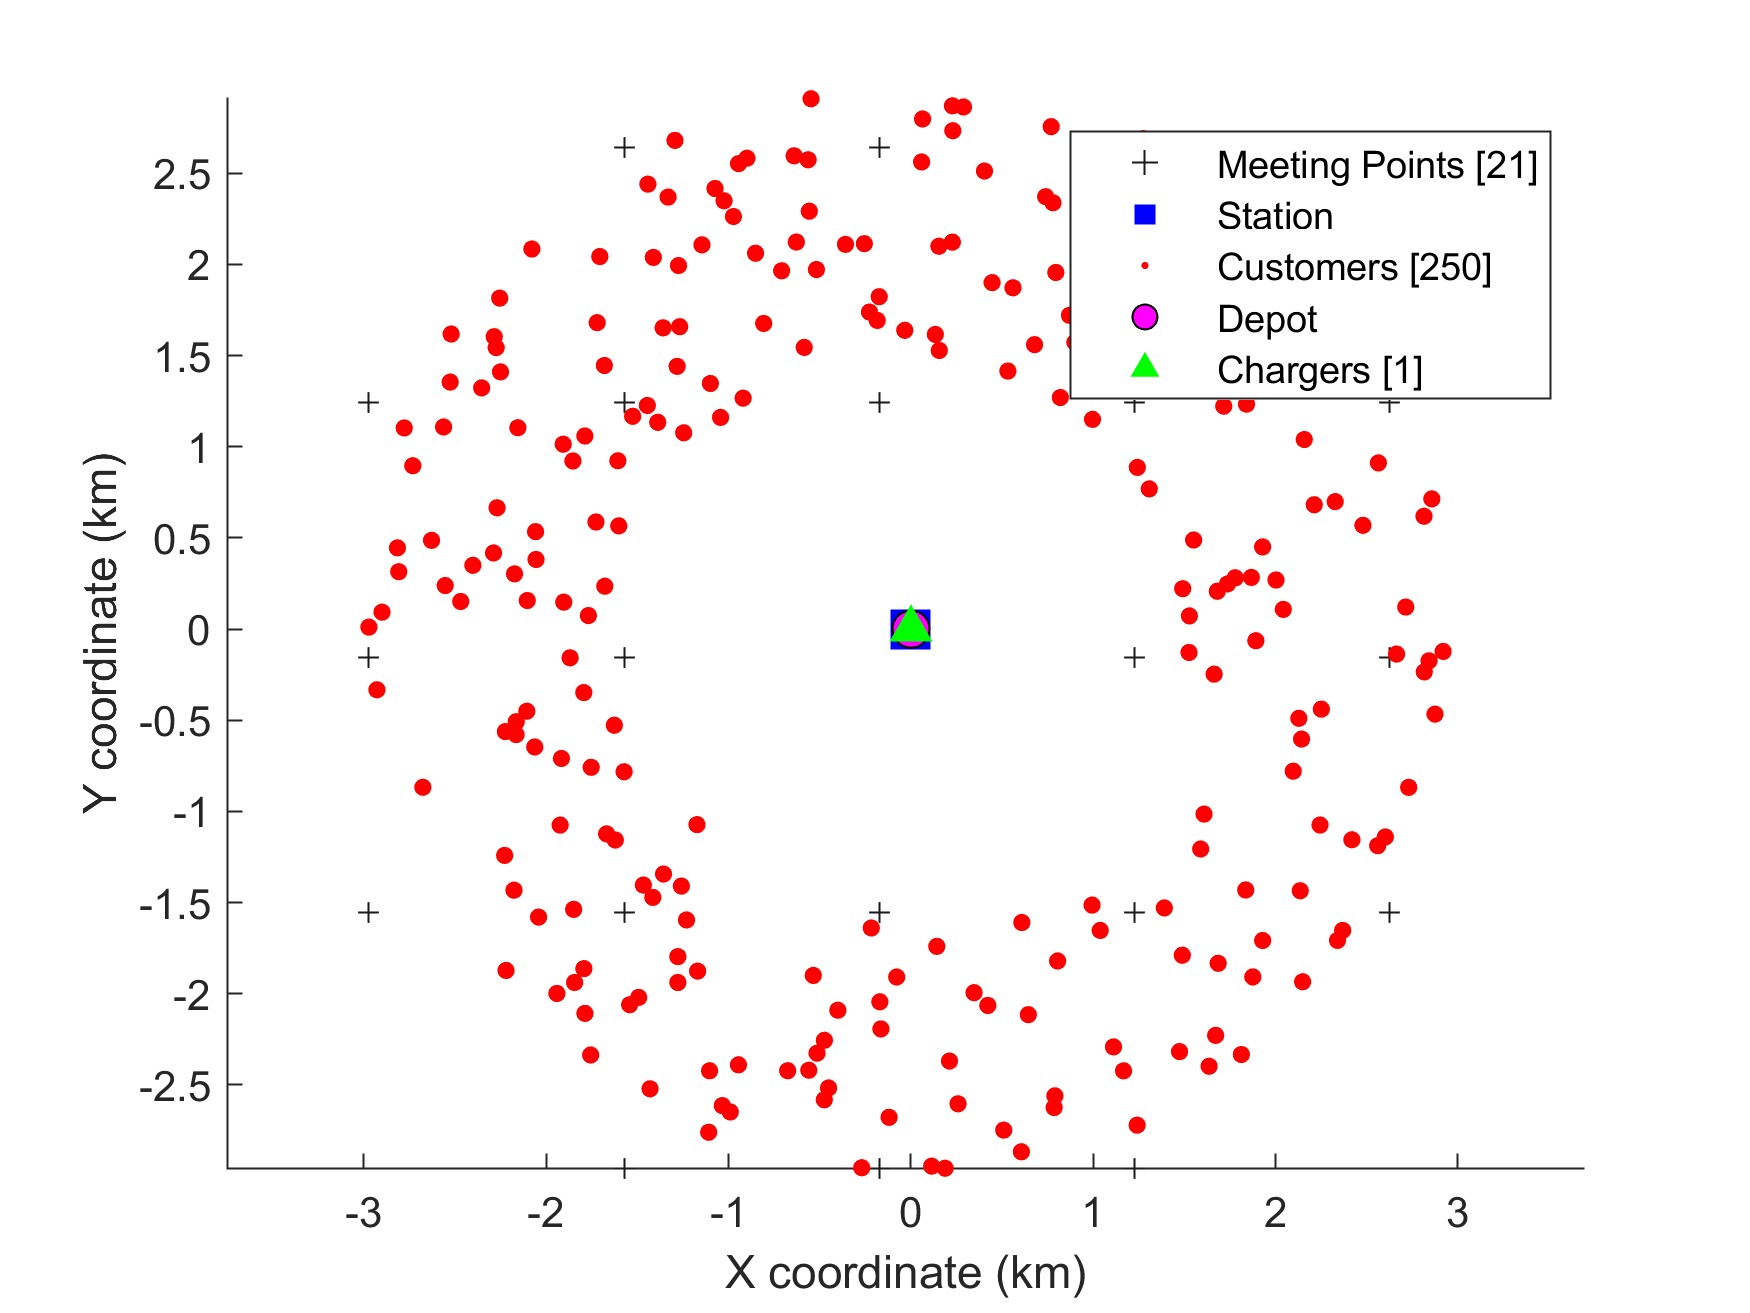 Meeting Points [21]
Station
Customers [250]
Depot
Chargers [1]
Y coordinate (km)
2.5
2
1.5
1
0.5
0
-0.5
-1
-1.5
-2
-2.5
-3
-2
-1
0
1
2
3
X coordinate (km)